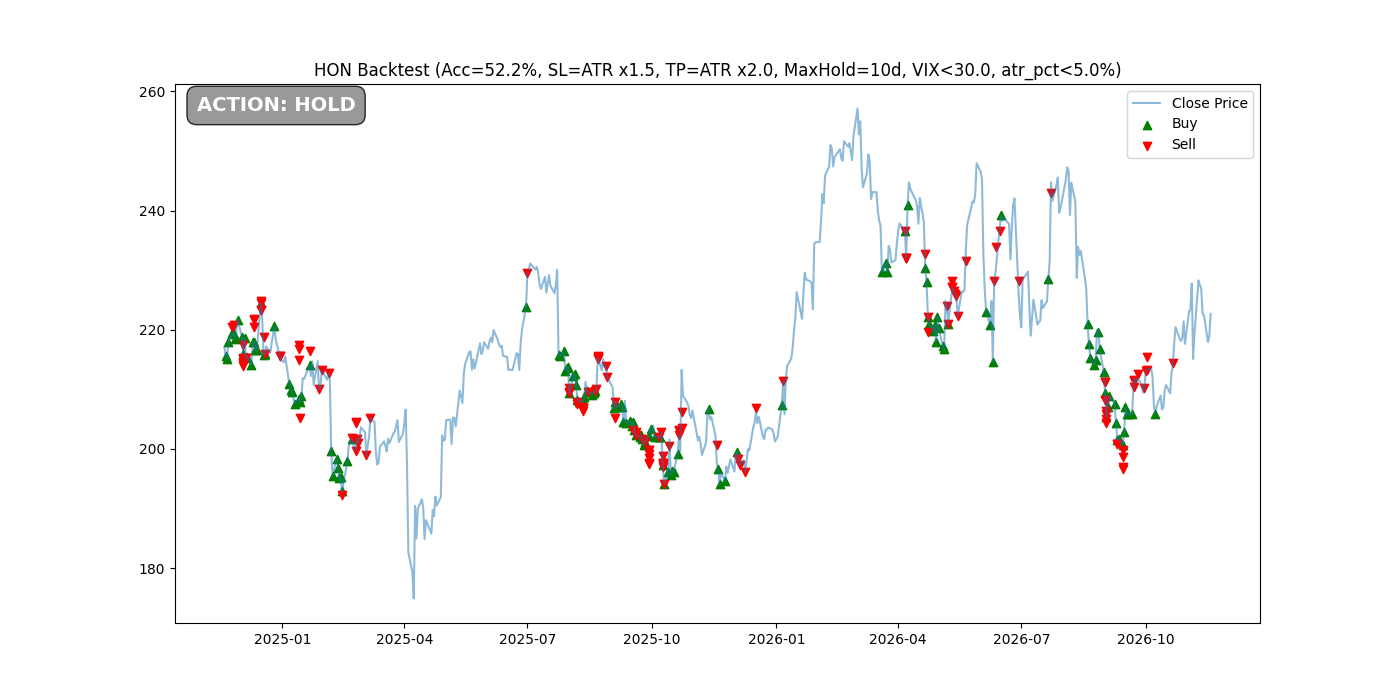 HON Backtest (Acc=52.2%, SL=ATR x1.5, TP=ATR x2.0, MaxHold=10d, VIX<30.0, atr_pct<5.0%)
ACTION: HOLD
Close Price
Buy
Sell
260
240
220
200
180
2025-01
2025-04
2025-07
2025-10
2026-01
2026-04
2026-07
2026-10